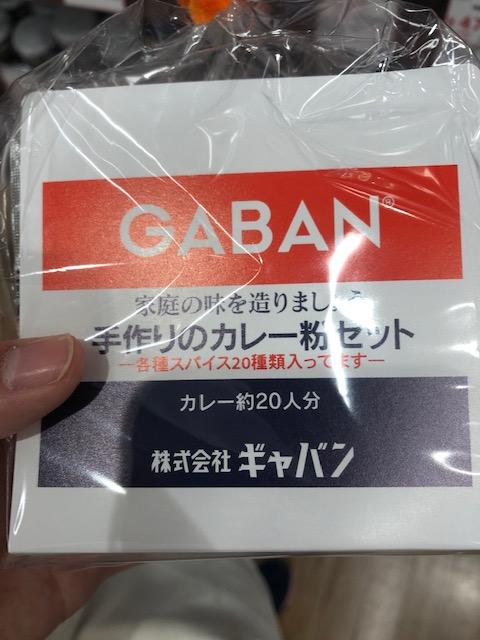 GABAN®
家庭の味を造りましょう
手作りのカレー粉セット
―各種スパイス20種類入ってます―
カレー約20人分
株式会社ギャバン